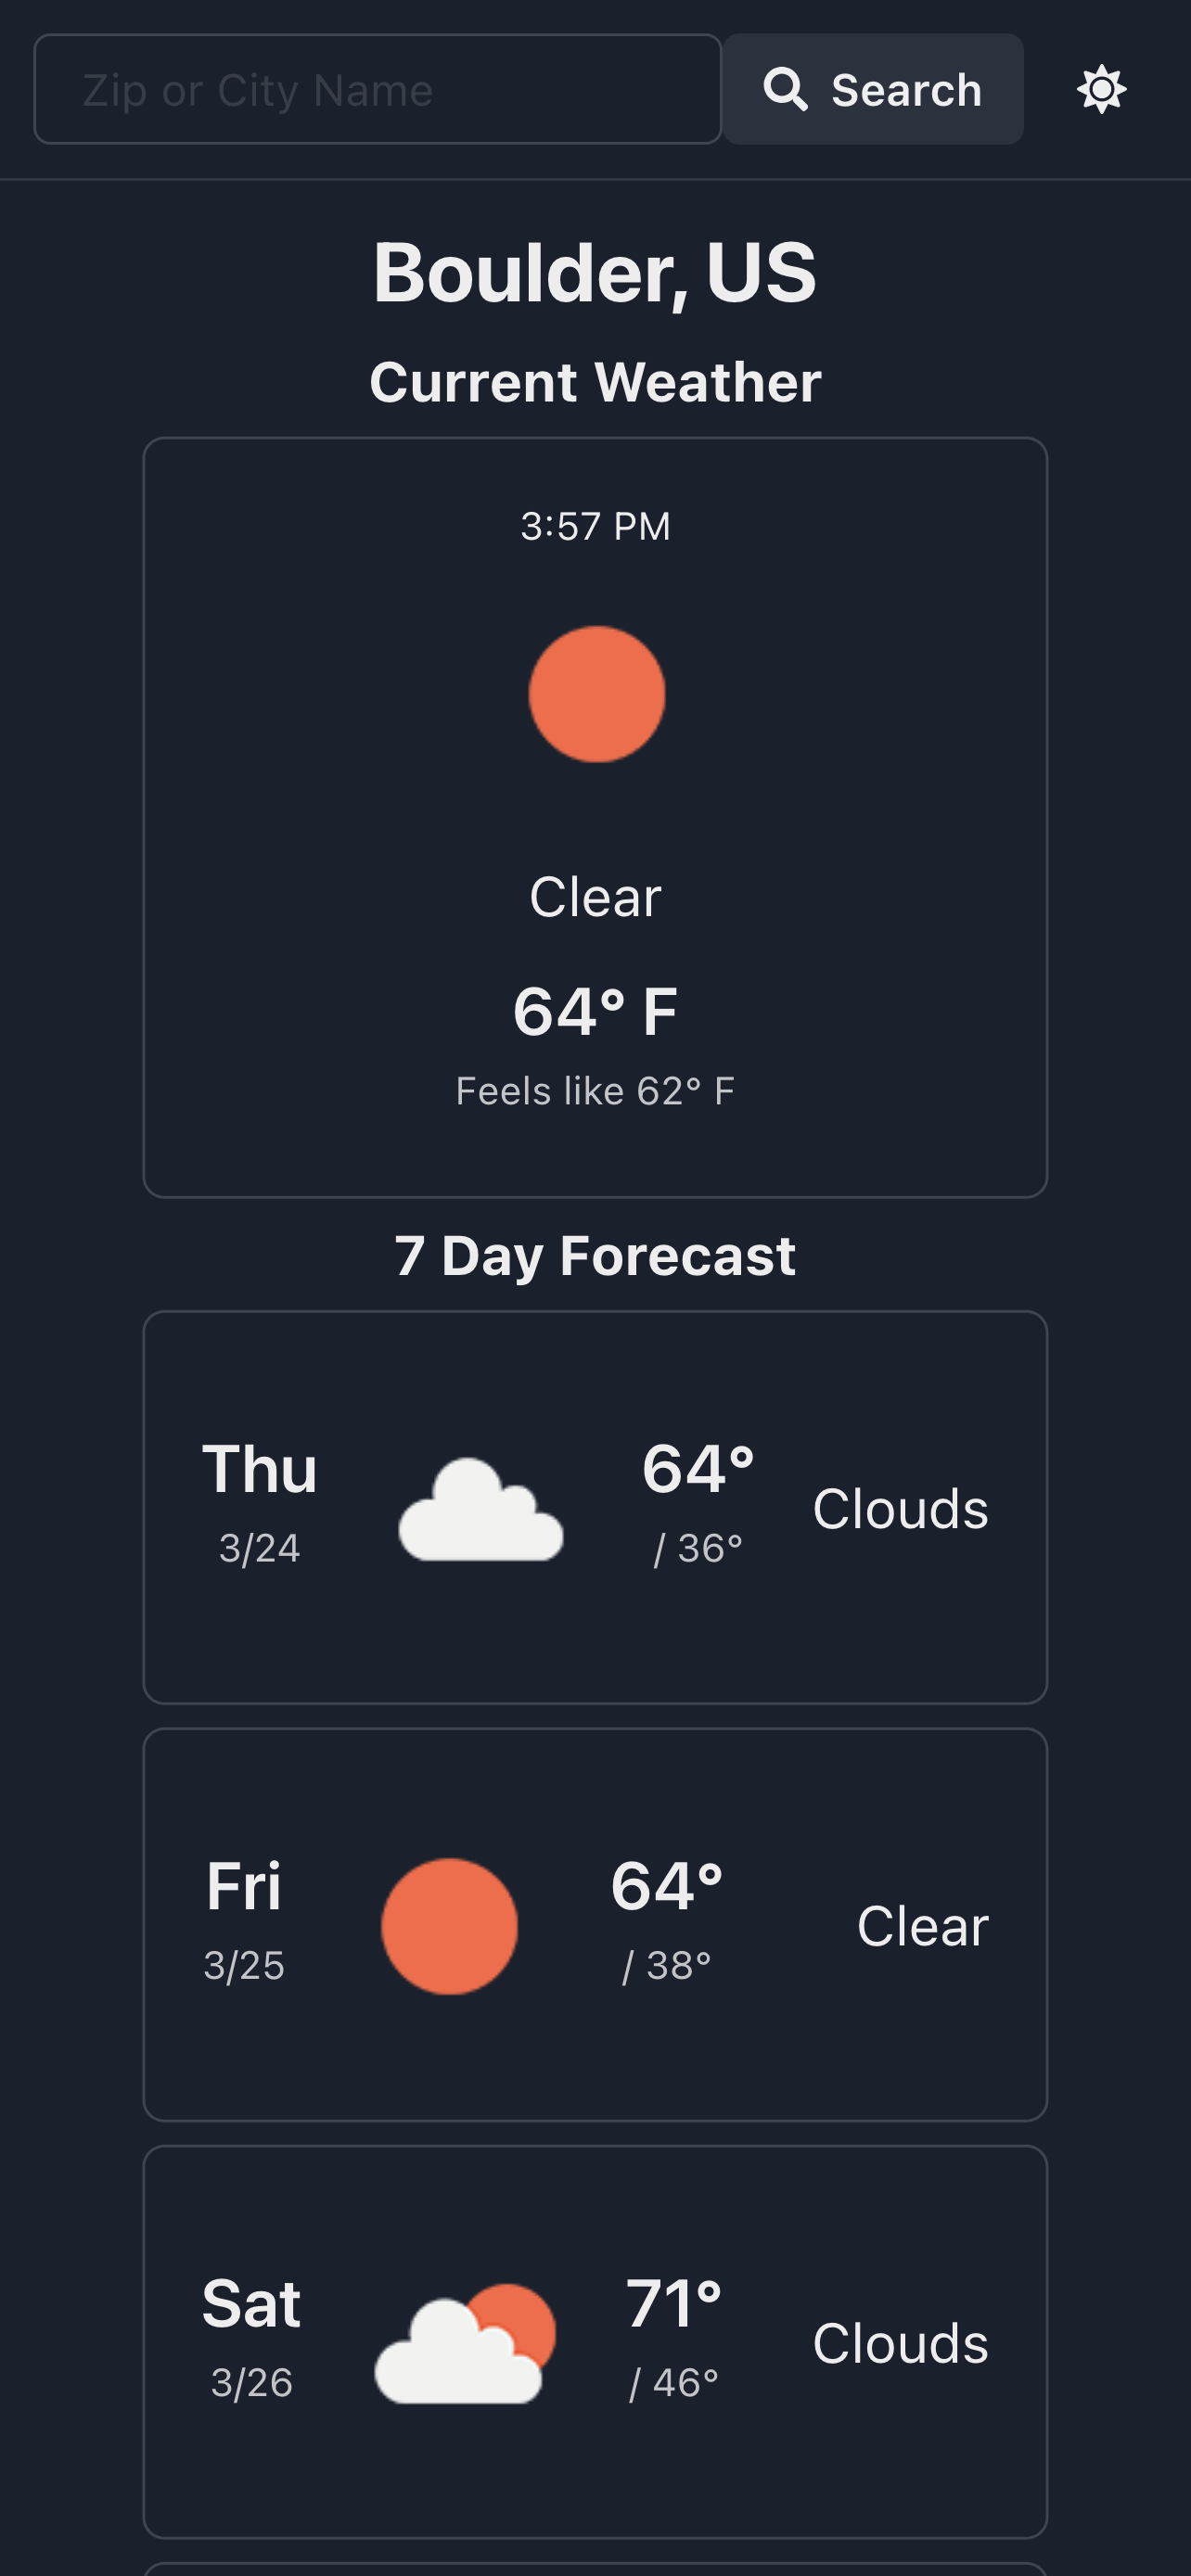 Zip or City Name
Search
Boulder, US
Current Weather
3:57 PM
Clear
64° F
Feels like 62° F
7 Day Forecast
Thu
3/24
64°
/ 36°
Clouds
Fri
3/25
64°
/ 38°
Clear
Sat
3/26
71°
/ 46°
Clouds